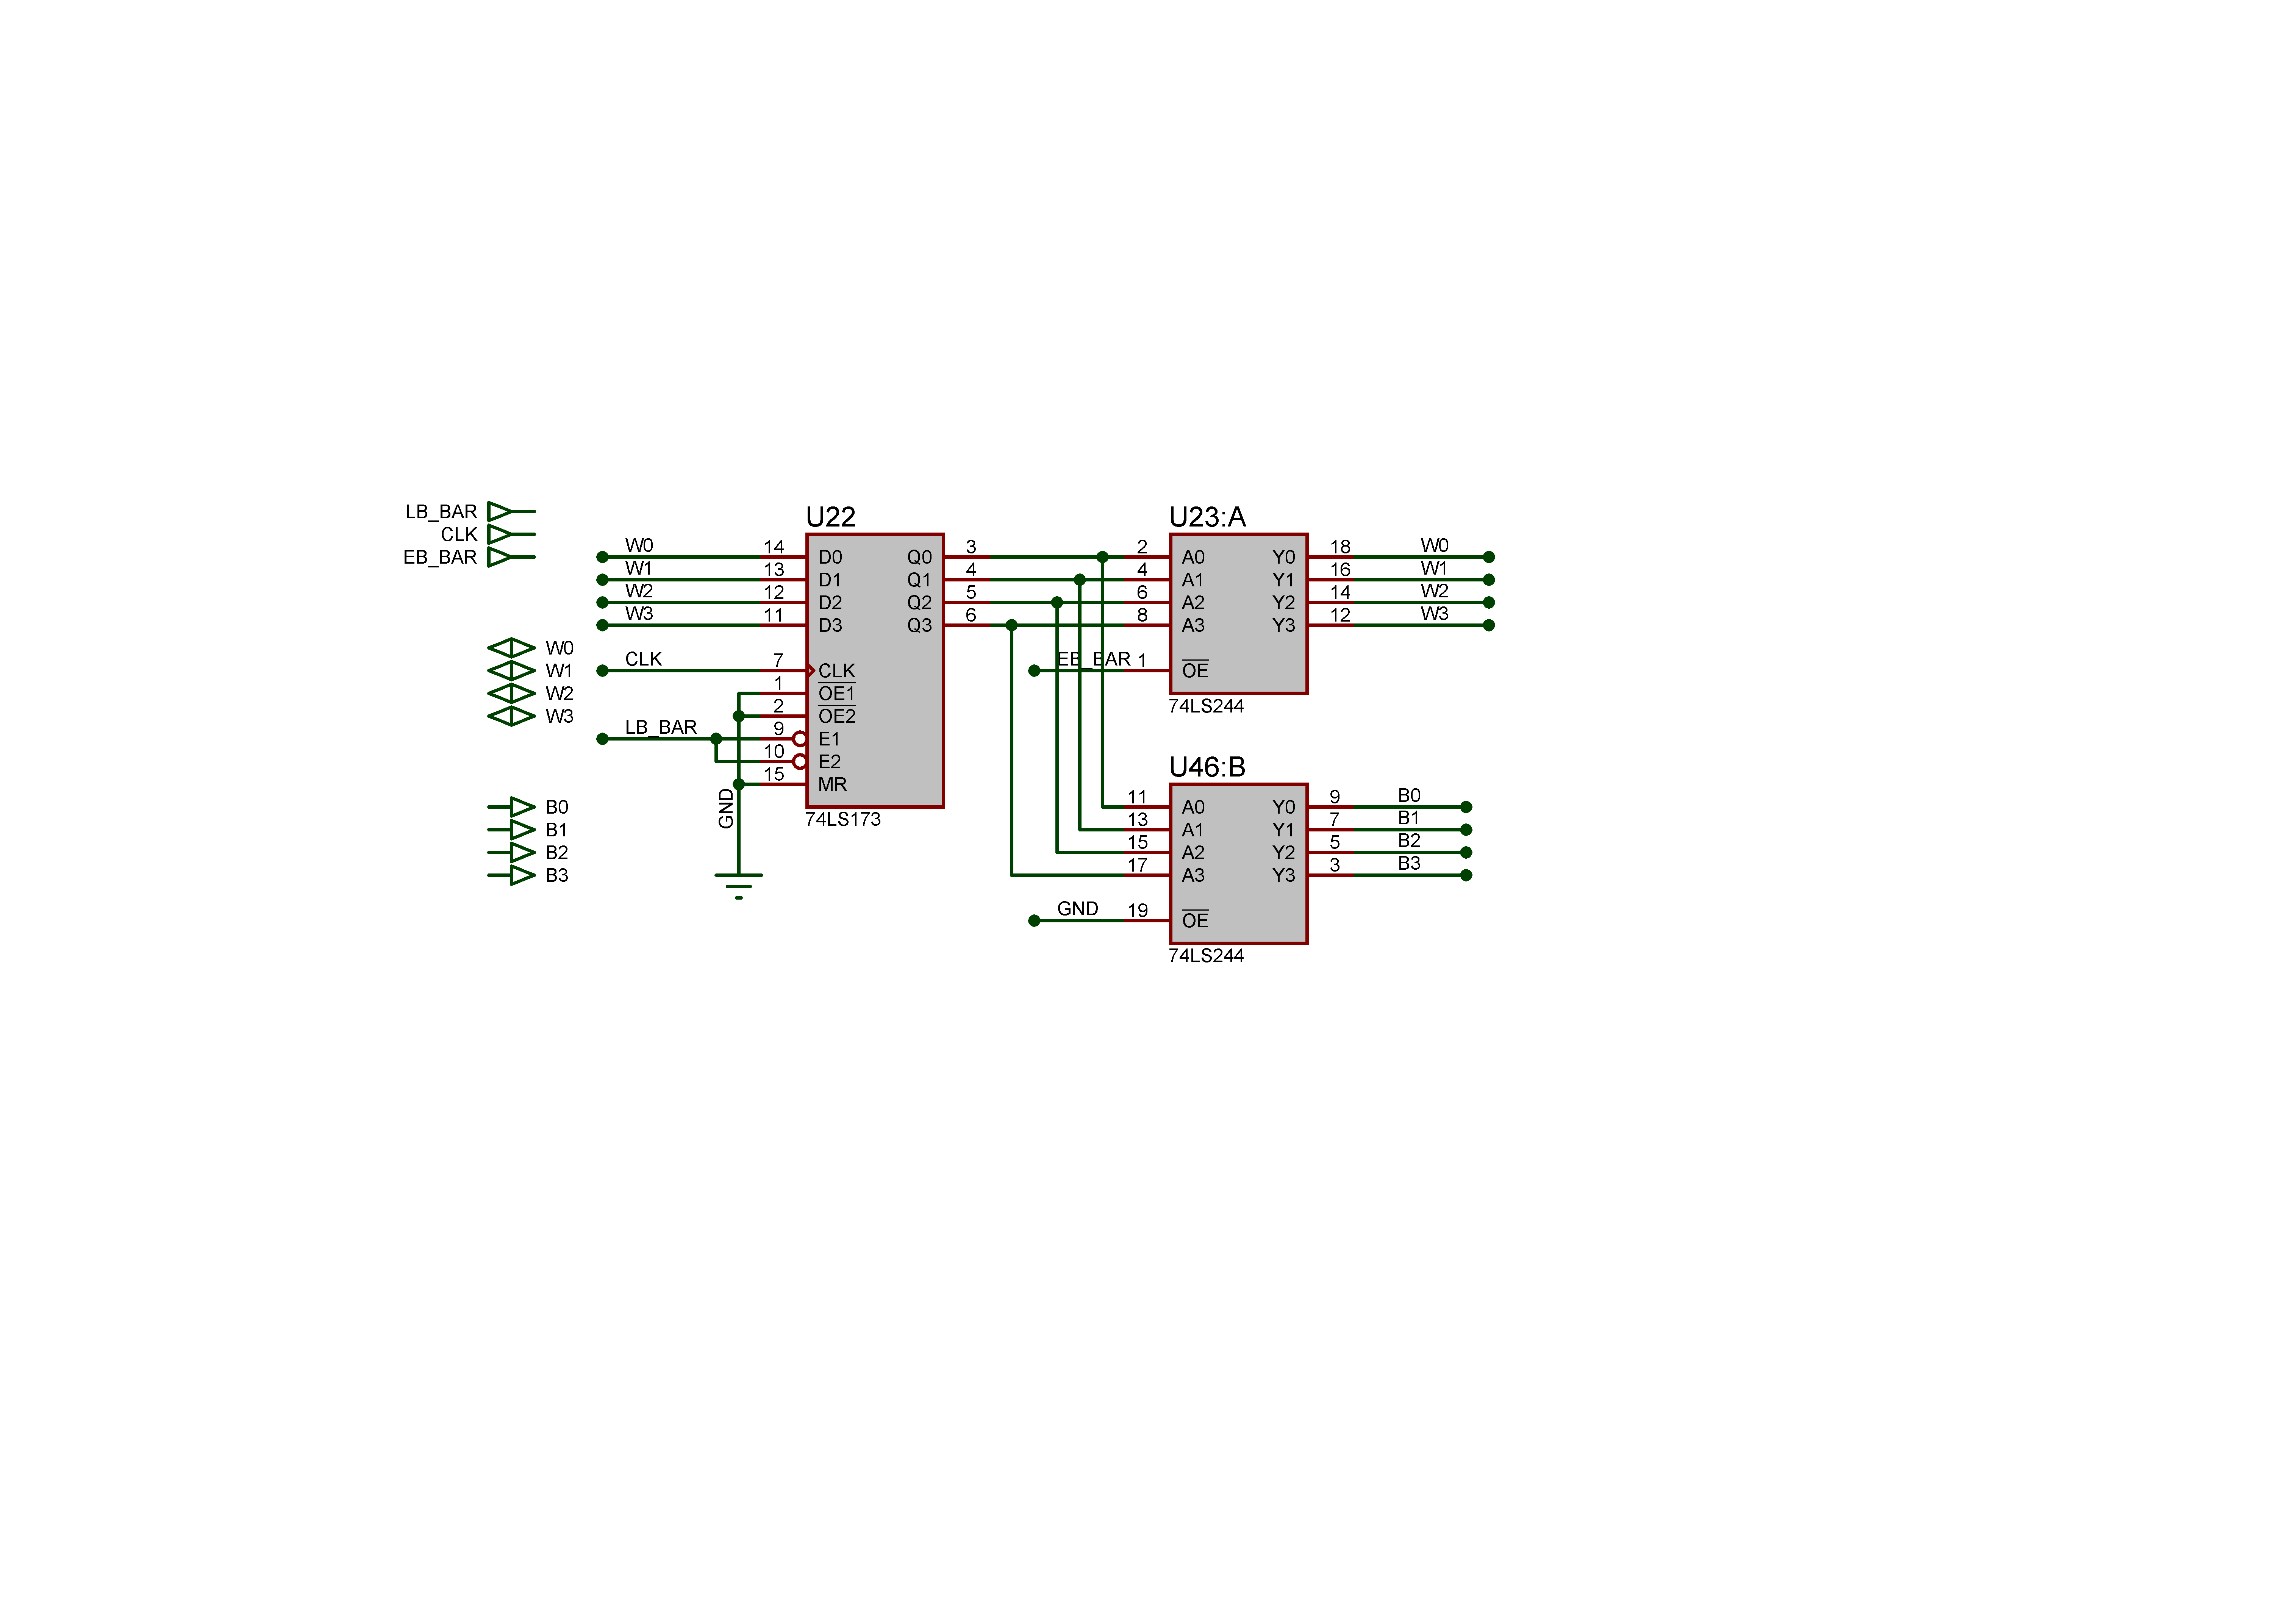 LB_BAR
CLK
EB_BAR
W0
W1
W2
W3
B0
B1
B2
B3
U22
W0 14 D0 Q0 3
W1 13 D1 Q1 4
W2 12 D2 Q2 5
W3 11 D3 Q3 6
CLK 7 CLK
1 OE1
2 OE2
LB_BAR 9 E1
10 E2
15 MR
GND
74LS173
U23:A
2 A0 Y0 18 W0
4 A1 Y1 16 W1
6 A2 Y2 14 W2
8 A3 Y3 12 W3
EB_BAR 1 OE
74LS244
U46:B
11 A0 Y0 9 B0
13 A1 Y1 7 B1
15 A2 Y2 5 B2
17 A3 Y3 3 B3
GND 19 OE
74LS244